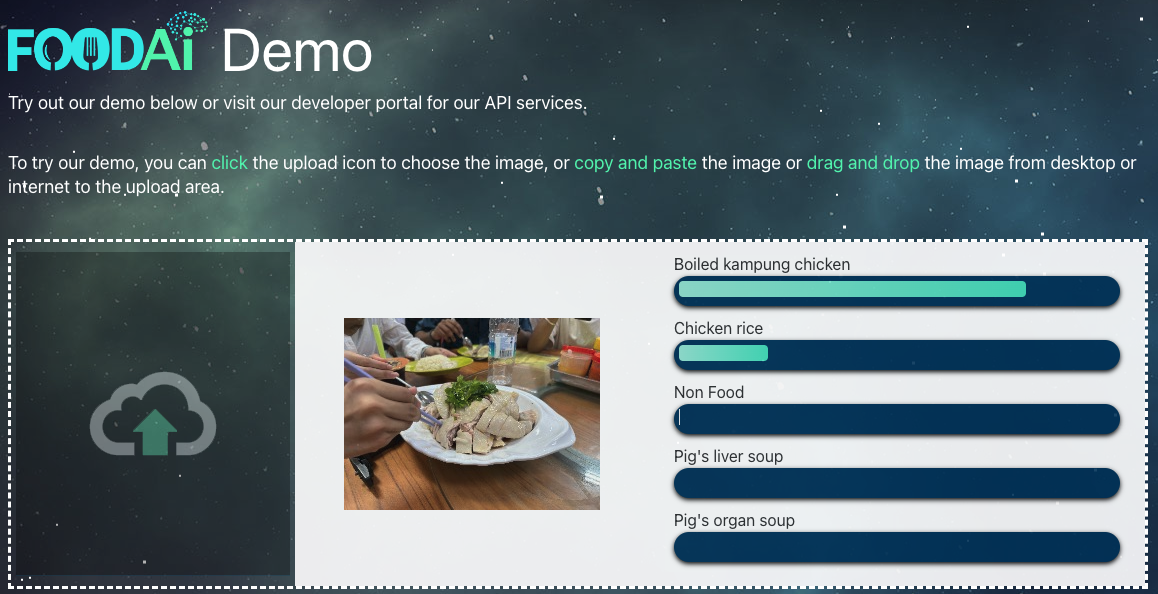 FOODAi Demo
Try out our demo below or visit our developer portal for our API services.
To try our demo, you can click the upload icon to choose the image, or copy and paste the image or drag and drop the image from desktop or
internet to the upload area.
Boiled kampung chicken
Chicken rice
Non Food
Pig's liver soup
Pig's organ soup